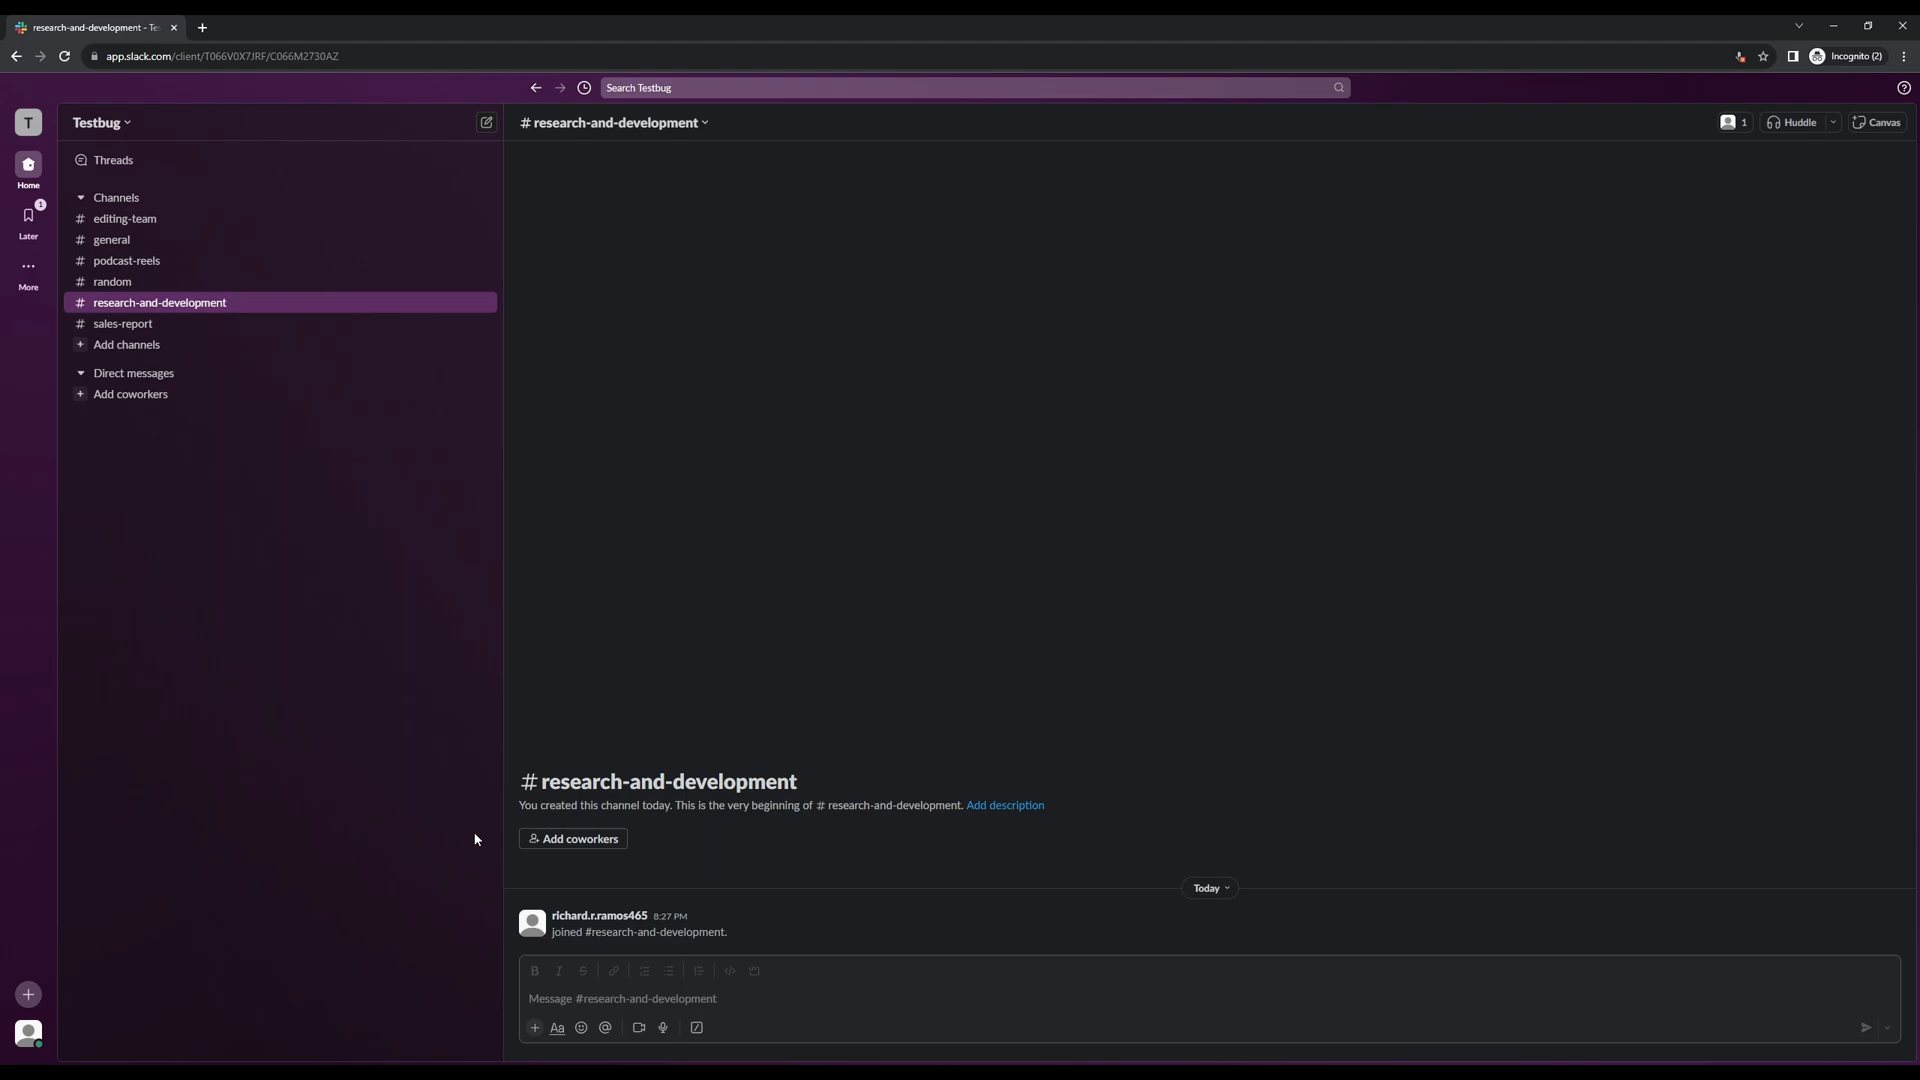 research-and-development - Te
app.slack.com/client/T066V0X7JRF/C066M2730AZ
Incognito (2)
Search Testbug
T
Testbug
# research-and-development
1
Huddle
Canvas
Home
Threads
Channels
# editing-team
1
Later
# general
# podcast-reels
More
# random
# research-and-development
# sales-report
+ Add channels
Direct messages
+ Add coworkers
# research-and-development
You created this channel today. This is the very beginning of # research-and-development. Add description
Add coworkers
Today
richard.r.ramos465 8:27 PM
joined #research-and-development.
Message #research-and-development
Aa